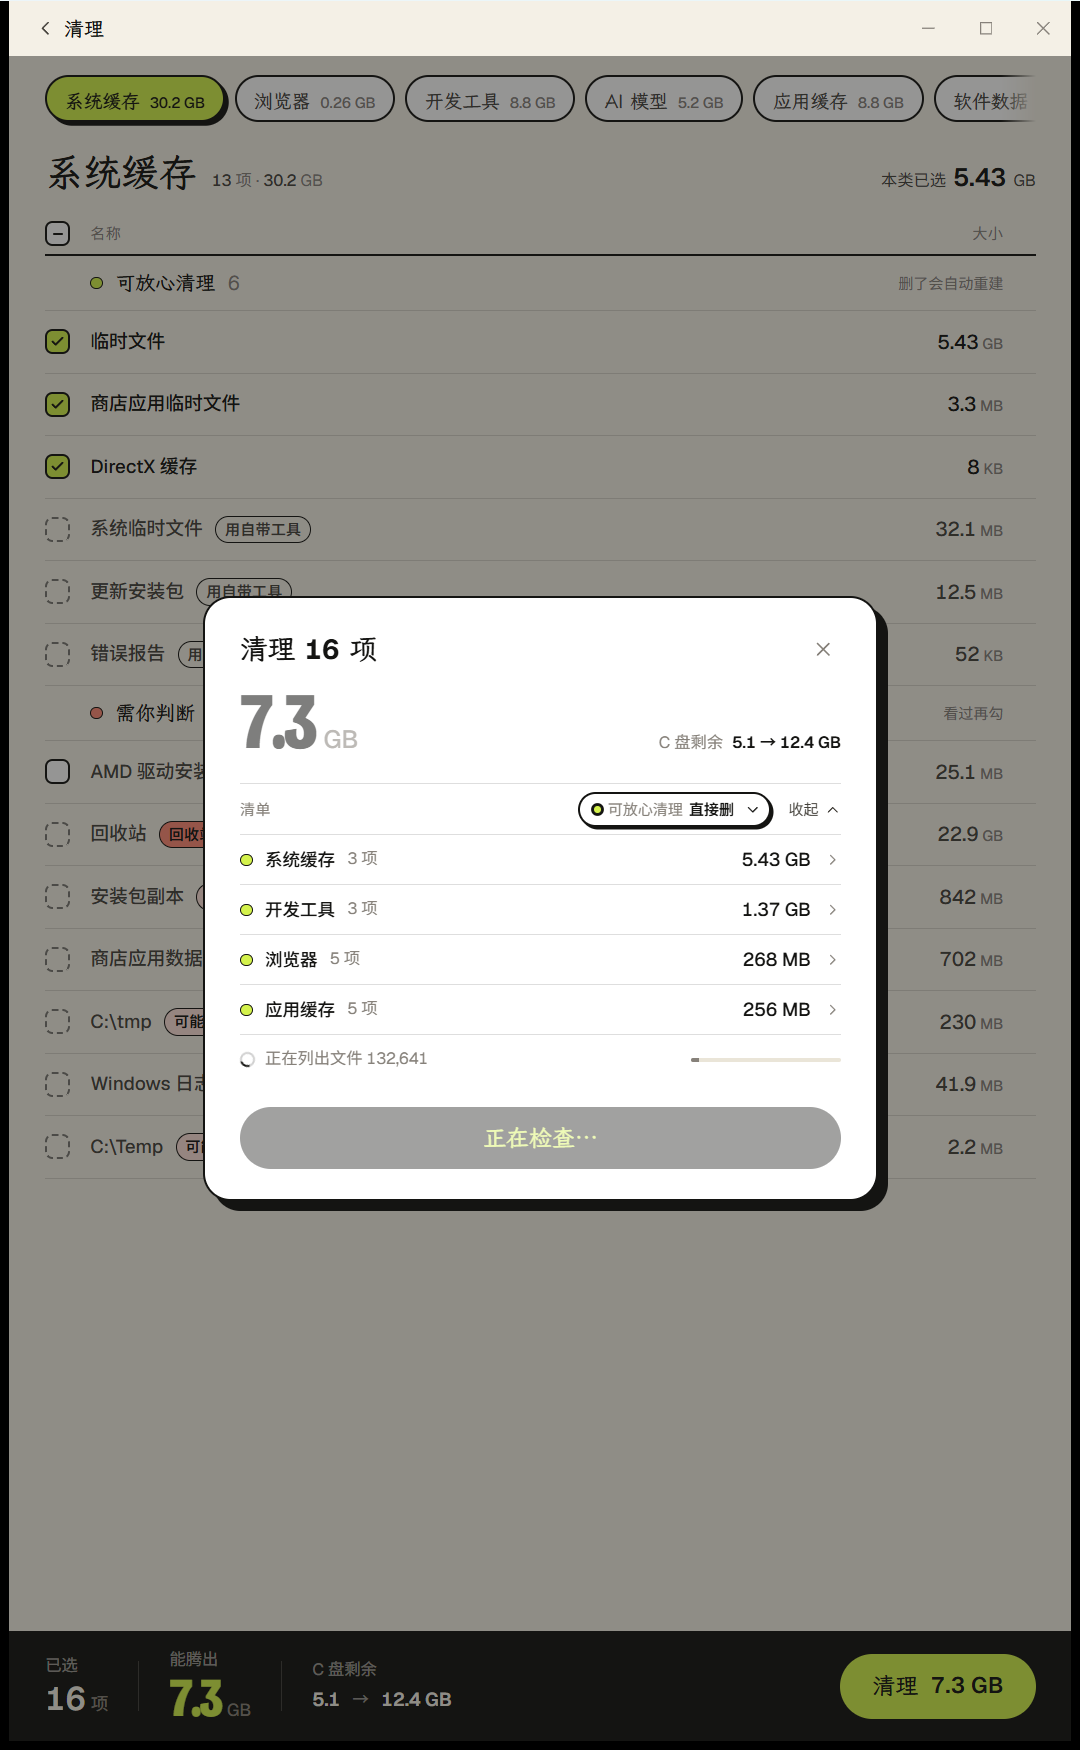 清理
系统缓存 30.2 GB
浏览器 0.26 GB
开发工具 8.8 GB
AI 模型 5.2 GB
应用缓存 8.8 GB
软件数据
系统缓存 13 项 · 30.2 GB
本类已选 5.43 GB
名称 大小
可放心清理 6 删了会自动重建
临时文件 5.43 GB
商店应用临时文件 3.3 MB
DirectX 缓存 8 KB
系统临时文件 用自带工具 32.1 MB
更新安装包 用自带工具 12.5 MB
错误报告 用 52 KB
需你判断 看过再勾
AMD 驱动安装 25.1 MB
回收站 回收 22.9 GB
安装包副本 842 MB
商店应用数据 702 MB
C:\tmp 可能 230 MB
Windows 日志 41.9 MB
C:\Temp 可 2.2 MB
清理 16 项
7.3 GB
C 盘剩余 5.1 → 12.4 GB
清单 可放心清理 直接删 收起
系统缓存 3 项 5.43 GB
开发工具 3 项 1.37 GB
浏览器 5 项 268 MB
应用缓存 5 项 256 MB
正在列出文件 132,641
正在检查…
已选
16 项
能腾出
7.3 GB
C 盘剩余
5.1 → 12.4 GB
清理 7.3 GB